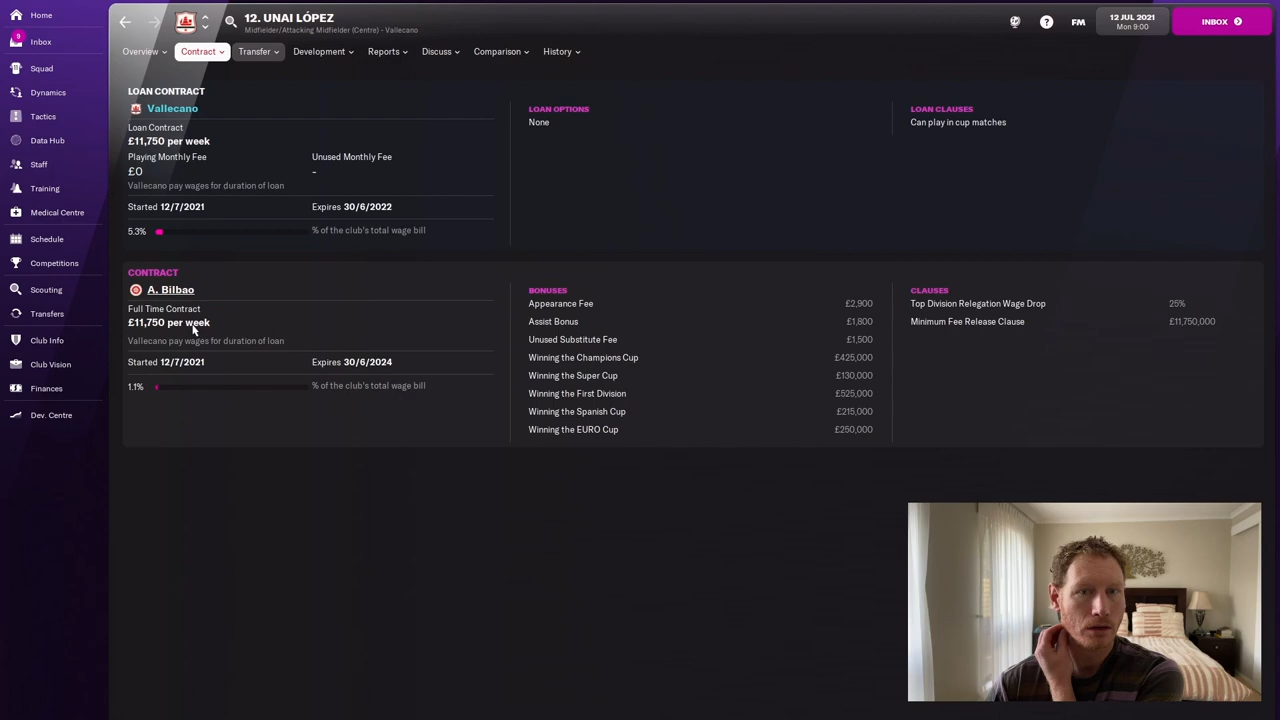 Home
12. UNAI LÓPEZ
Midfielder/Attacking Midfielder (Centre) - Vallecano
FM
12 JUL 2021
Mon 9:00
INBOX
9
Inbox
Squad
Dynamics
Tactics
Data Hub
Staff
Training
Medical Centre
Schedule
Competitions
Scouting
Transfers
Club Info
Club Vision
Finances
Dev. Centre
Overview
Contract
Transfer
Development
Reports
Discuss
Comparison
History
LOAN CONTRACT
Vallecano
Loan Contract
£11,750 per week
Playing Monthly Fee
Unused Monthly Fee
£0
-
Vallecano pay wages for duration of loan
Started 12/7/2021
Expires 30/6/2022
5.3%
% of the club's total wage bill
LOAN OPTIONS
None
LOAN CLAUSES
Can play in cup matches
CONTRACT
A. Bilbao
Full Time Contract
£11,750 per week
Vallecano pay wages for duration of loan
Started 12/7/2021
Expires 30/6/2024
1.1%
% of the club's total wage bill
BONUSES
Appearance Fee £2,900
Assist Bonus £1,800
Unused Substitute Fee £1,500
Winning the Champions Cup £425,000
Winning the Super Cup £130,000
Winning the First Division £525,000
Winning the Spanish Cup £215,000
Winning the EURO Cup £250,000
CLAUSES
Top Division Relegation Wage Drop 25%
Minimum Fee Release Clause £11,750,000